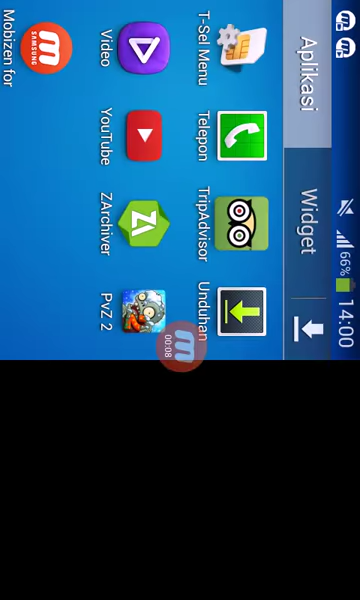 66% 14:00
Aplikasi Widget
T-Sel Menu Telepon TripAdvisor Unduhan
Video YouTube ZArchiver PvZ 2
SAMSUNG
Mobizen for
00:08